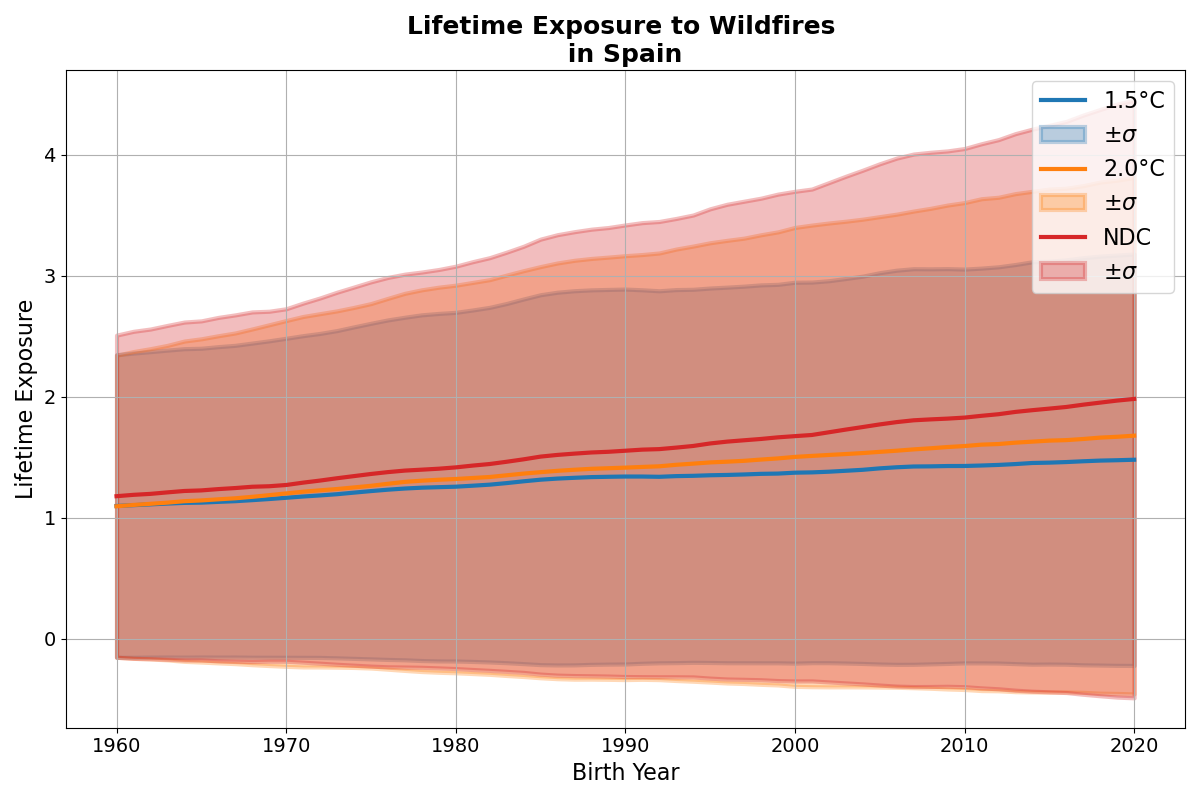 Lifetime Exposure to Wildfires
in Spain
1.5°C
±σ
2.0°C
±σ
NDC
±σ
Lifetime Exposure
4
3
2
1
0
1960 1970 1980 1990 2000 2010 2020
Birth Year